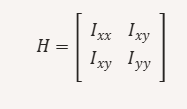 H = [ I_xx I_xy
I_xy I_yy ]